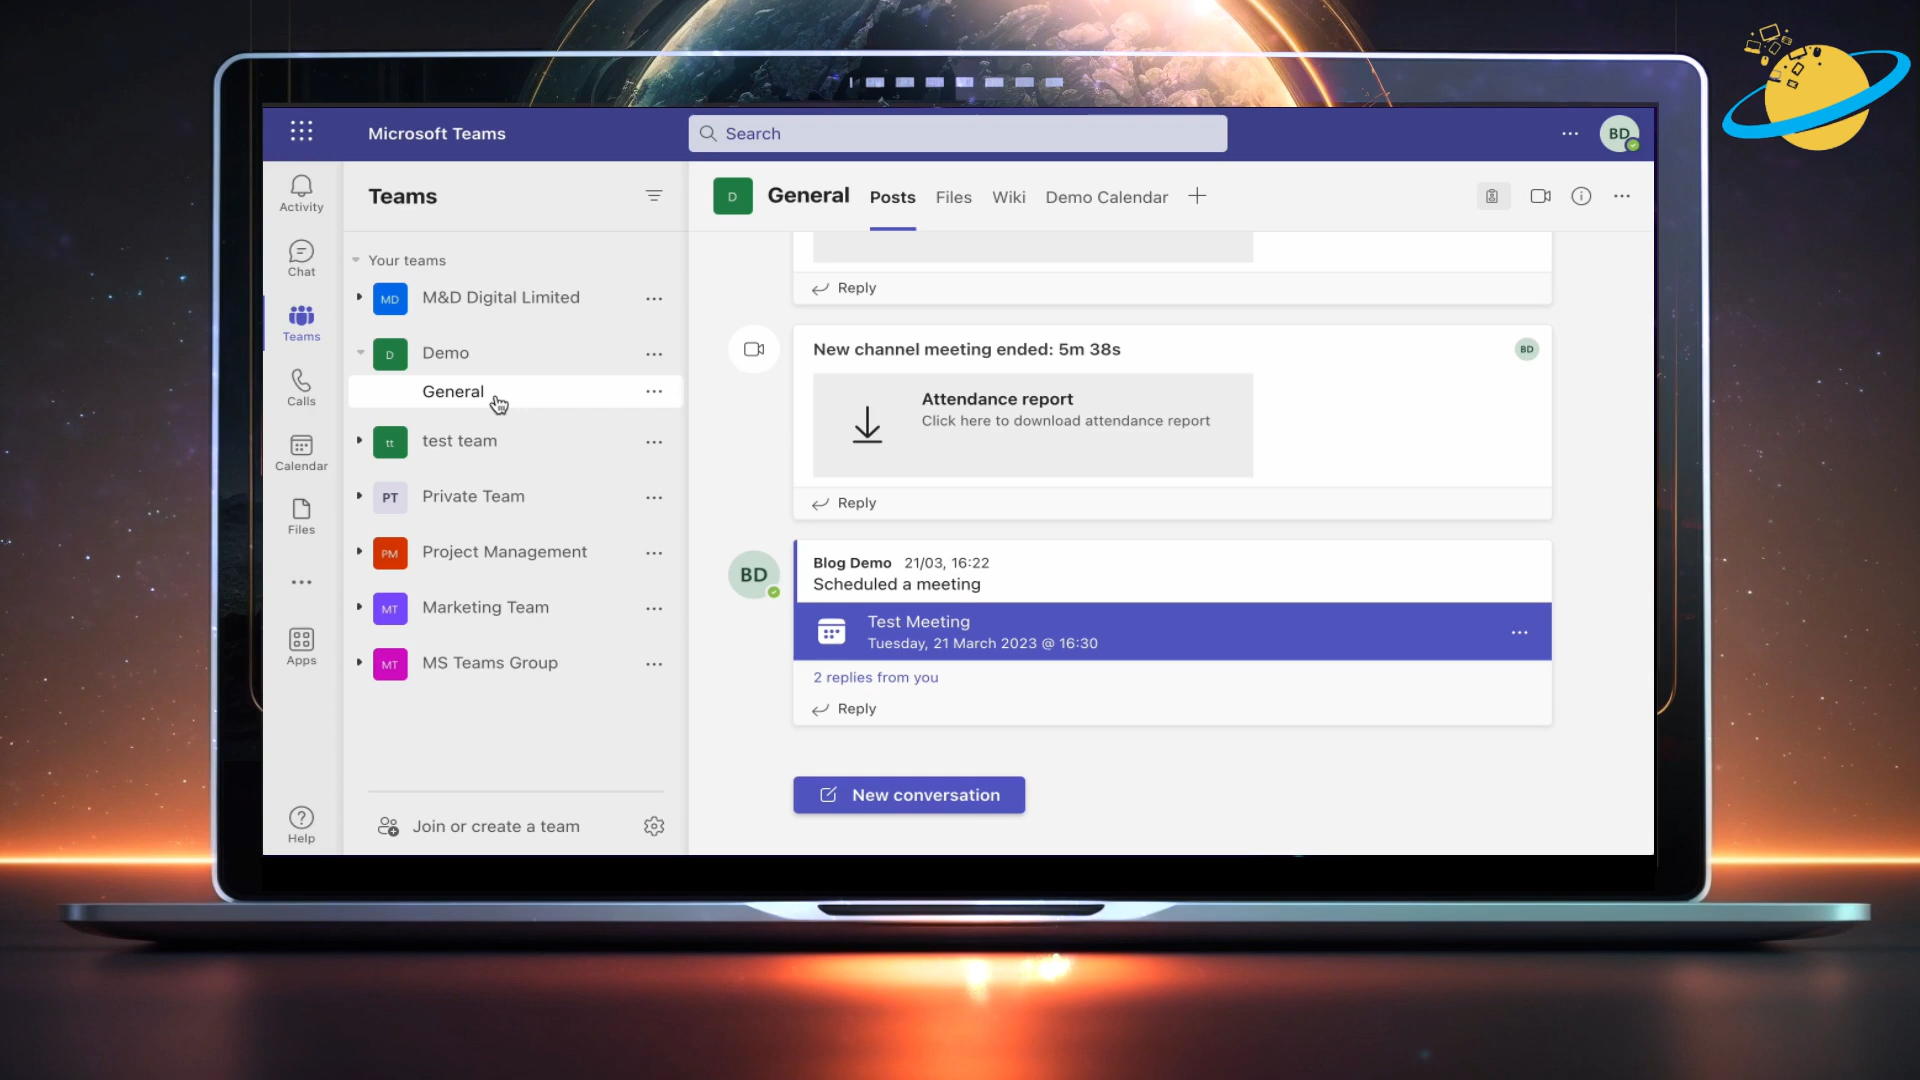 Microsoft Teams
Search
BD
Activity
Chat
Teams
Calls
Calendar
Files
Apps
Help
Teams
Your teams
MD M&D Digital Limited
D Demo
General
tt test team
PT Private Team
PM Project Management
MT Marketing Team
MT MS Teams Group
Join or create a team
D General Posts Files Wiki Demo Calendar
Reply
New channel meeting ended: 5m 38s
BD
Attendance report
Click here to download attendance report
Reply
BD
Blog Demo 21/03, 16:22
Scheduled a meeting
Test Meeting
Tuesday, 21 March 2023 @ 16:30
2 replies from you
Reply
New conversation